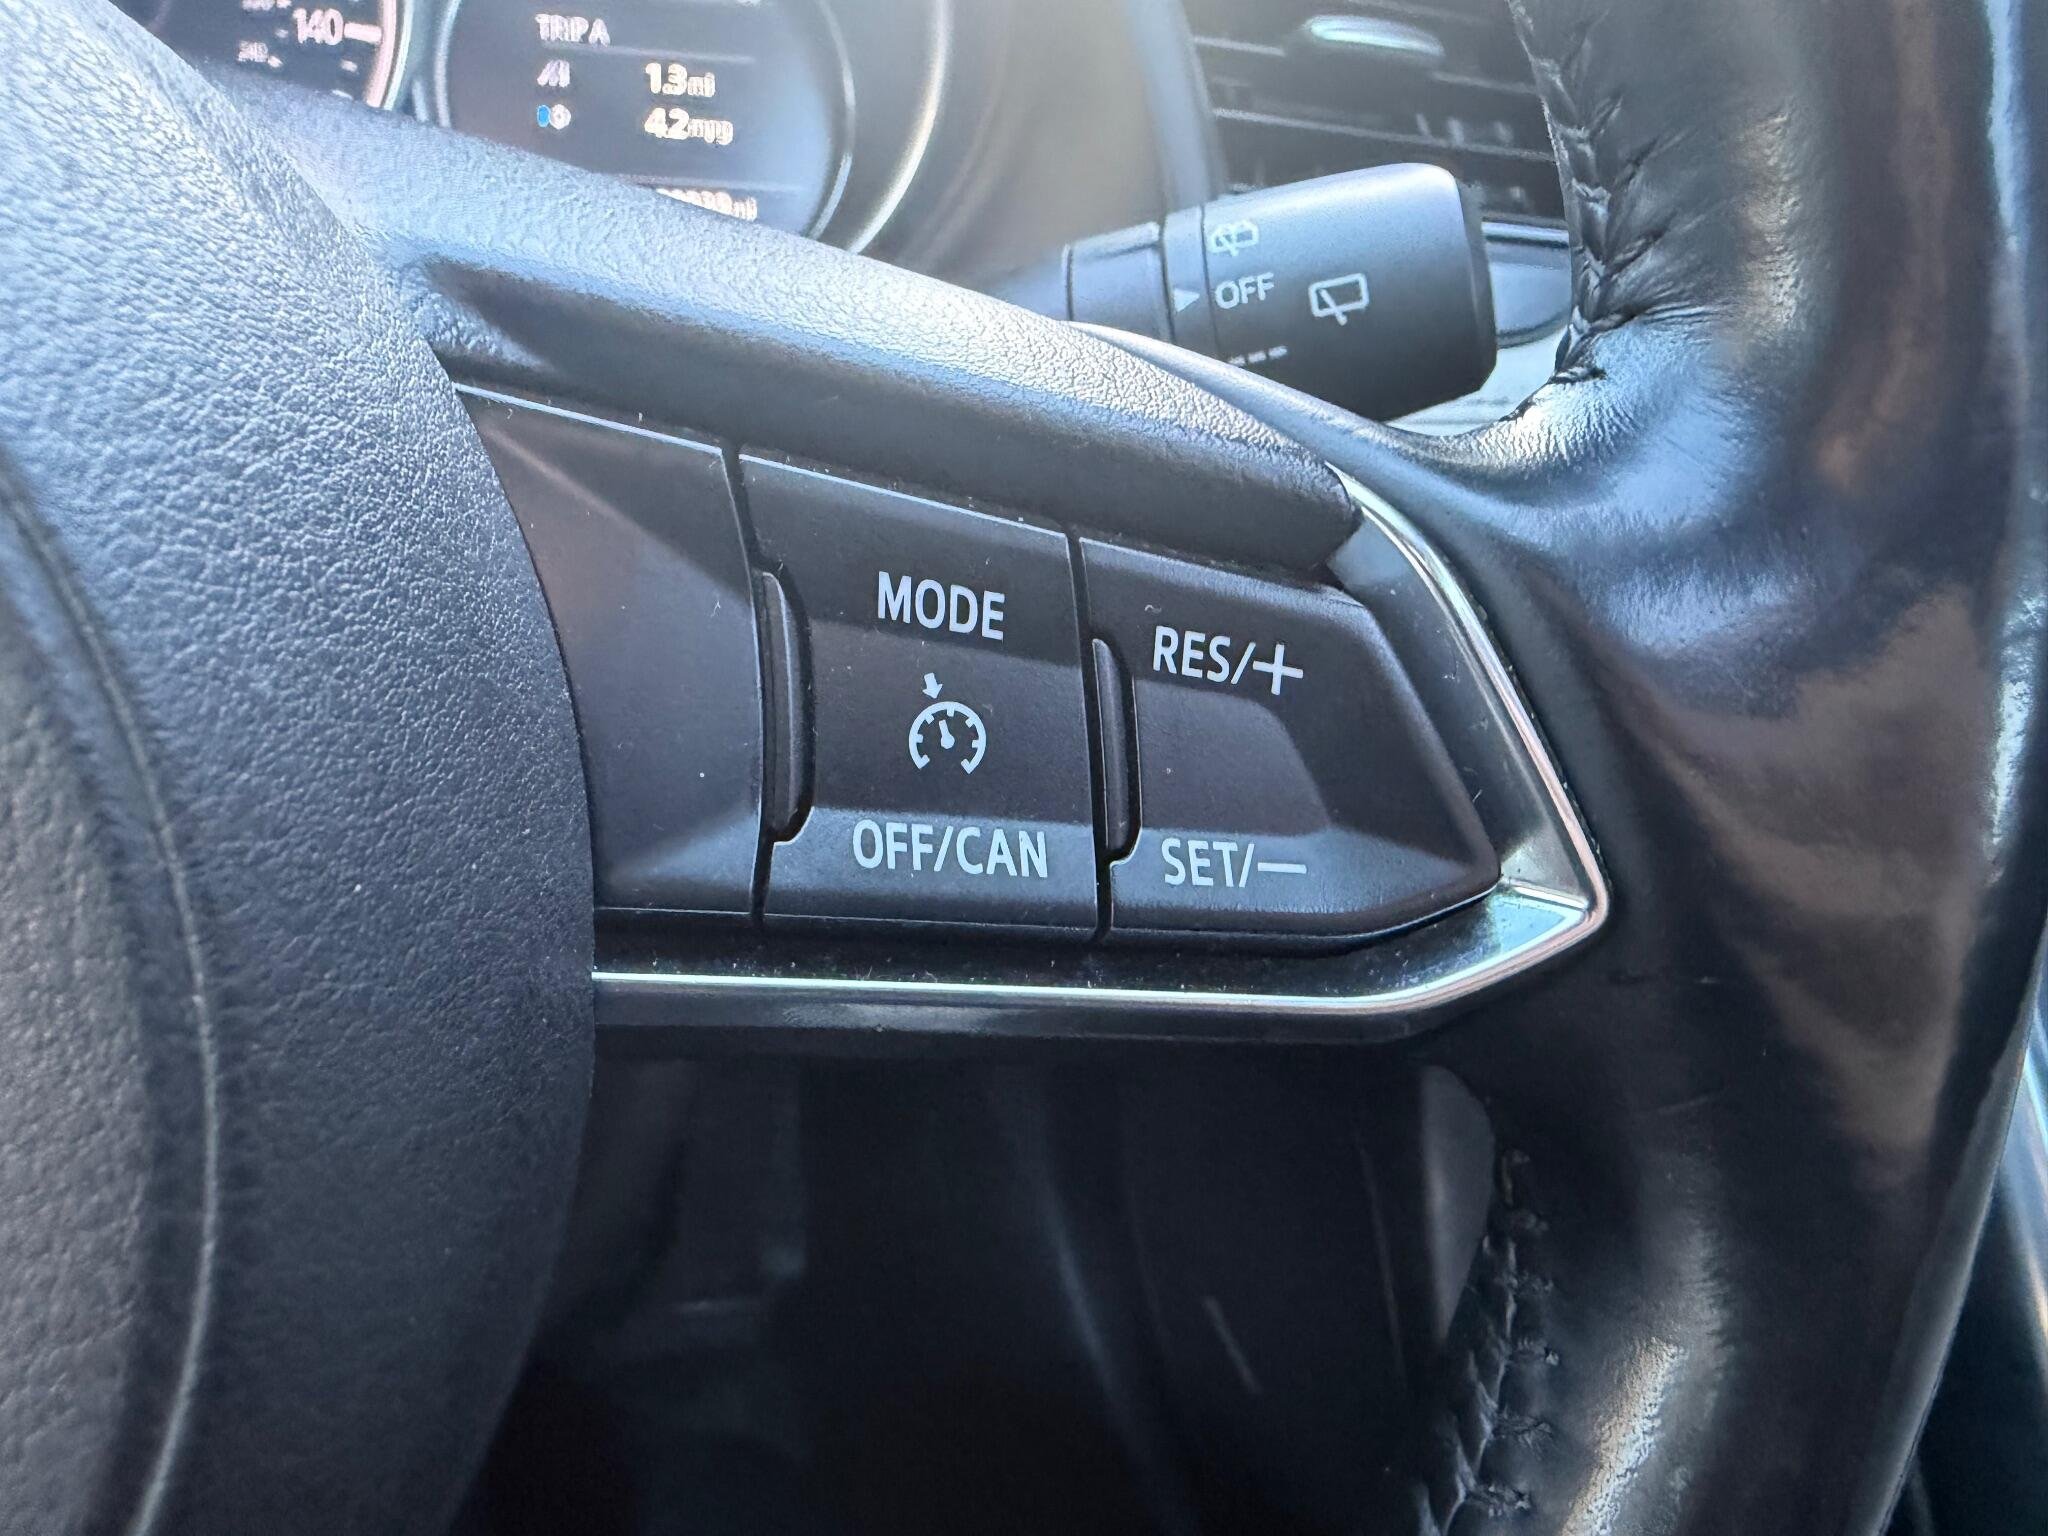 140
TRIP A
1.3mi
4.2mpg
OFF
MODE
RES/+
OFF/CAN
SET/−